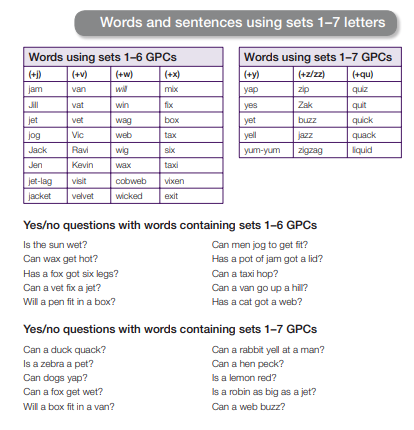 Words and sentences using sets 1–7 letters
Words using sets 1–6 GPCs
(+j) (+v) (+w) (+x)
jam van will mix
Jill vat win fix
jet vet wag box
jog Vic web tax
Jack Ravi wig six
Jen Kevin wax taxi
jet-lag visit cobweb vixen
jacket velvet wicked exit
Words using sets 1–7 GPCs
(+y) (+z/zz) (+qu)
yap zip quiz
yes Zak quit
yet buzz quick
yell jazz quack
yum-yum zigzag liquid
Yes/no questions with words containing sets 1–6 GPCs
Is the sun wet?
Can wax get hot?
Has a fox got six legs?
Can a vet fix a jet?
Will a pen fit in a box?
Can men jog to get fit?
Has a pot of jam got a lid?
Can a taxi hop?
Can a van go up a hill?
Has a cat got a web?
Yes/no questions with words containing sets 1–7 GPCs
Can a duck quack?
Is a zebra a pet?
Can dogs yap?
Can a fox get wet?
Will a box fit in a van?
Can a rabbit yell at a man?
Can a hen peck?
Is a lemon red?
Is a robin as big as a jet?
Can a web buzz?